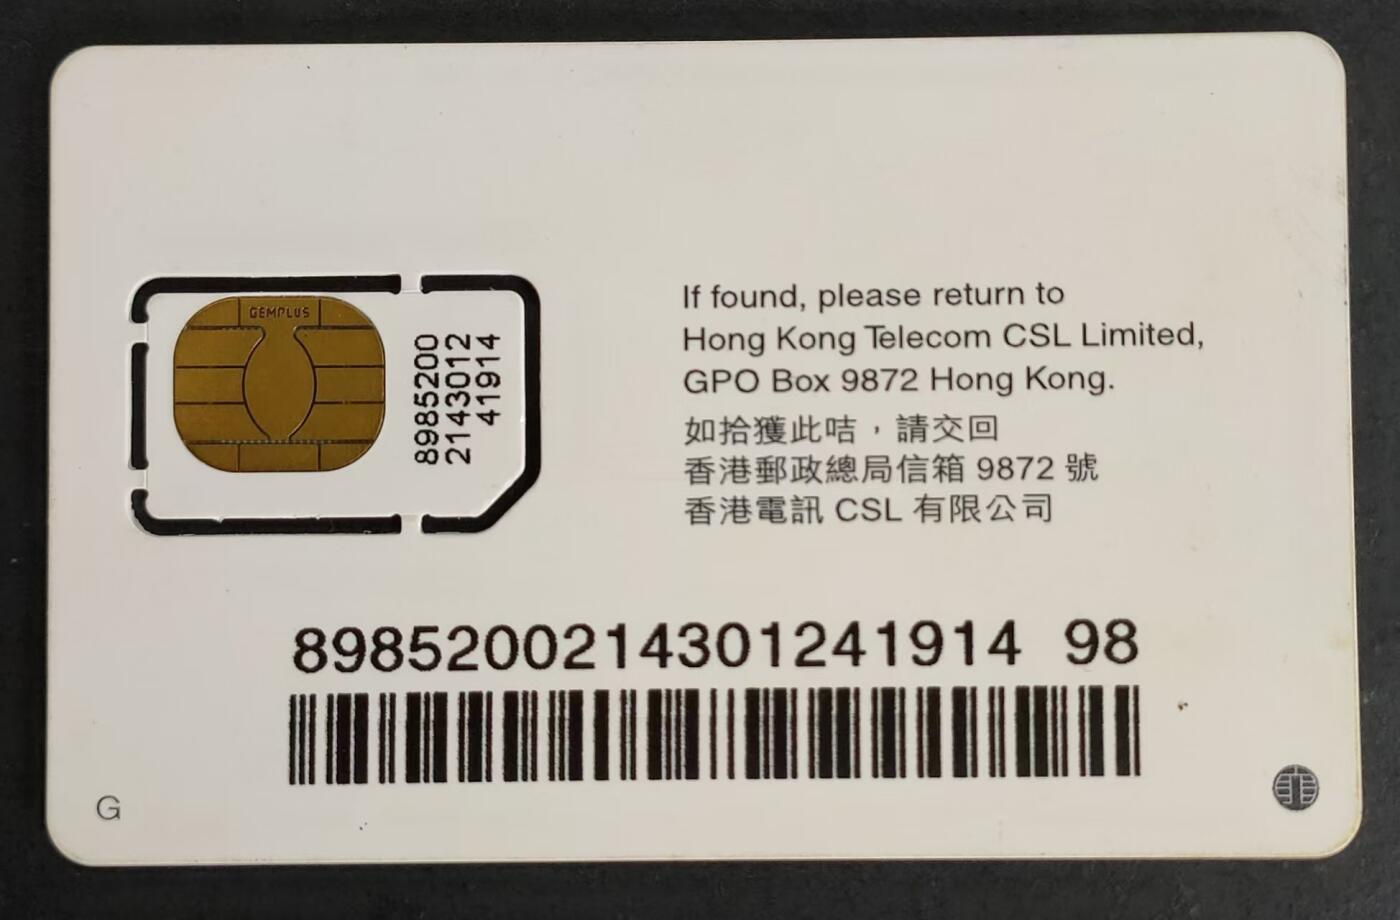 GEMPLUS
8985200
2143012
41914
If found, please return to
Hong Kong Telecom CSL Limited,
GPO Box 9872 Hong Kong.
如拾獲此咭，請交回
香港郵政總局信箱 9872 號
香港電訊 CSL 有限公司
8985200214301241914 98
G